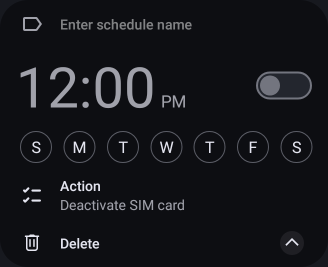 Enter schedule name
12:00 PM
S M T W T F S
Action
Deactivate SIM card
Delete